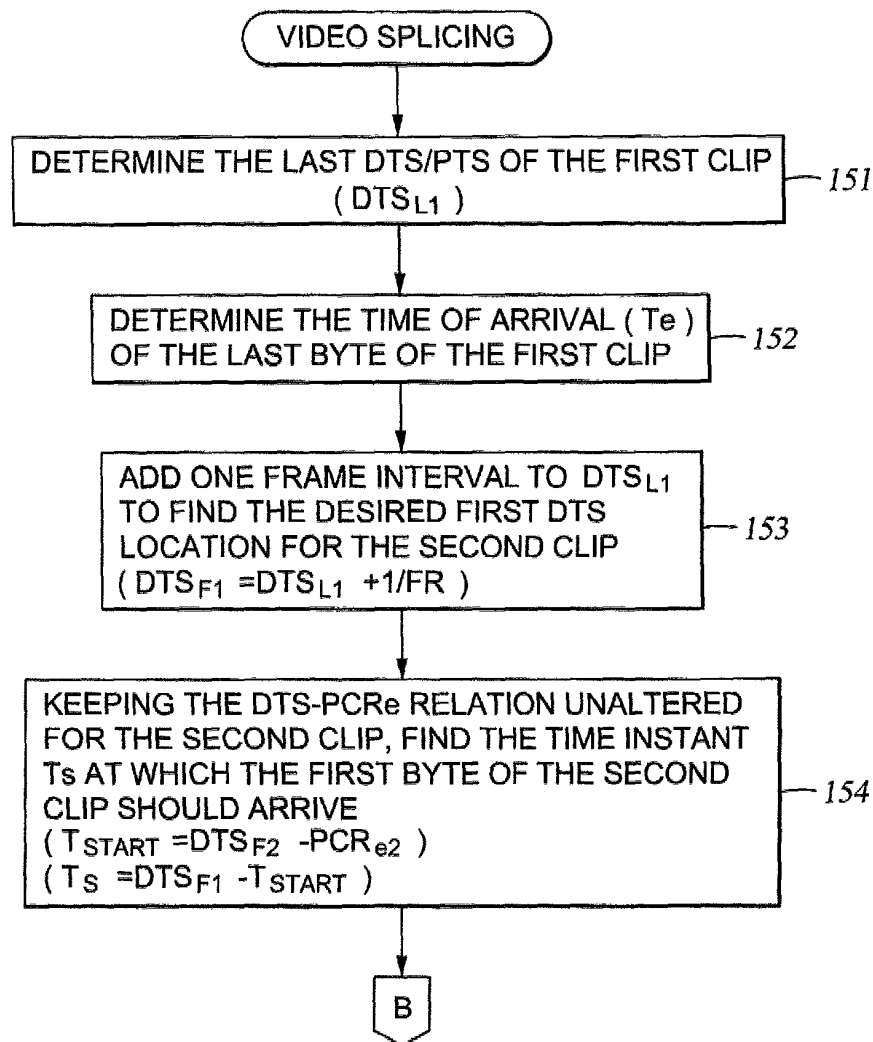 VIDEO SPLICING
DETERMINE THE LAST DTS/PTS OF THE FIRST CLIP
( DTSL1 )
151
DETERMINE THE TIME OF ARRIVAL ( Te )
OF THE LAST BYTE OF THE FIRST CLIP
152
ADD ONE FRAME INTERVAL TO DTSL1
TO FIND THE DESIRED FIRST DTS
LOCATION FOR THE SECOND CLIP
( DTSF1 =DTSL1 +1/FR )
153
KEEPING THE DTS-PCRe RELATION UNALTERED
FOR THE SECOND CLIP, FIND THE TIME INSTANT
Ts AT WHICH THE FIRST BYTE OF THE SECOND
CLIP SHOULD ARRIVE
( TSTART =DTSF2 -PCRe2 )
( TS =DTSF1 -TSTART )
154
B